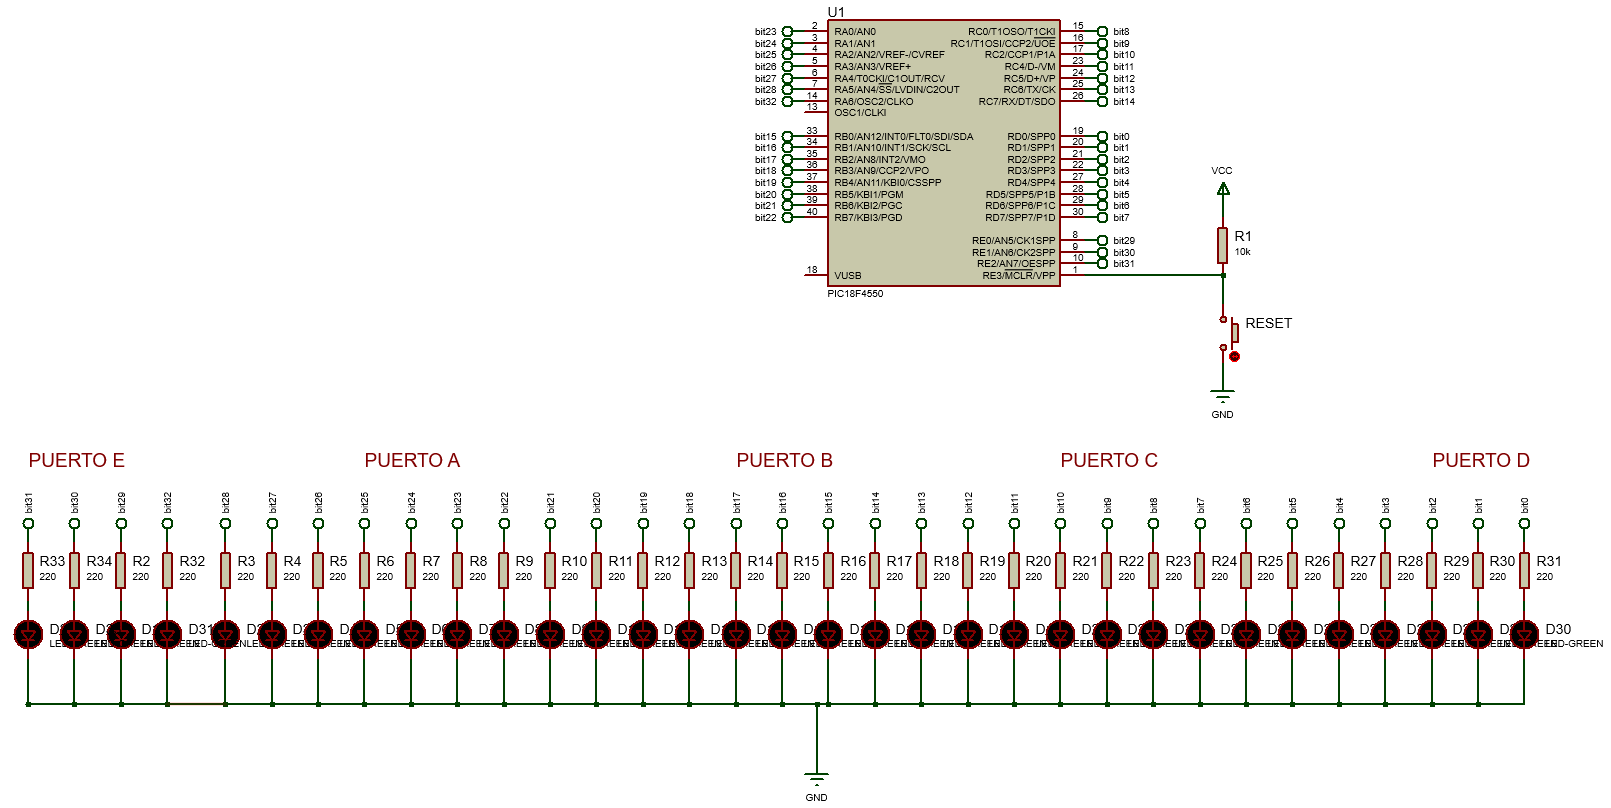 U1
bit23 2 RA0/AN0 RC0/T1OSO/T1CKI 15 bit8
bit24 3 RA1/AN1 RC1/T1OSI/CCP2/UOE 16 bit9
bit25 4 RA2/AN2/VREF-/CVREF RC2/CCP1/P1A 17 bit10
bit26 5 RA3/AN3/VREF+ RC4/D-/VM 23 bit11
bit27 6 RA4/T0CKI/C1OUT/RCV RC5/D+/VP 24 bit12
bit28 7 RA5/AN4/SS/LVDIN/C2OUT RC6/TX/CK 25 bit13
bit32 14 RA6/OSC2/CLKO RC7/RX/DT/SDO 26 bit14
13 OSC1/CLKI
bit15 33 RB0/AN12/INT0/FLT0/SDI/SDA RD0/SPP0 19 bit0
bit16 34 RB1/AN10/INT1/SCK/SCL RD1/SPP1 20 bit1
bit17 35 RB2/AN8/INT2/VMO RD2/SPP2 21 bit2
bit18 36 RB3/AN9/CCP2/VPO RD3/SPP3 22 bit3
bit19 37 RB4/AN11/KBI0/CSSPP RD4/SPP4 27 bit4
bit20 38 RB5/KBI1/PGM RD5/SPP5/P1B 28 bit5
bit21 39 RB6/KBI2/PGC RD6/SPP6/P1C 29 bit6
bit22 40 RB7/KBI3/PGD RD7/SPP7/P1D 30 bit7
RE0/AN5/CK1SPP 8 bit29
RE1/AN6/CK2SPP 9 bit30
RE2/AN7/OESPP 10 bit31
18 VUSB RE3/MCLR/VPP 1
PIC18F4550
VCC
R1
10k
RESET
GND
PUERTO E PUERTO A PUERTO B PUERTO C PUERTO D
bit31 bit30 bit29 bit32 bit28 bit27 bit26 bit25 bit24 bit23 bit22 bit21 bit20 bit19 bit18 bit17 bit16 bit15 bit14 bit13 bit12 bit11 bit10 bit9 bit8 bit7 bit6 bit5 bit4 bit3 bit2 bit1 bit0
R33 R34 R2 R32 R3 R4 R5 R6 R7 R8 R9 R10 R11 R12 R13 R14 R15 R16 R17 R18 R19 R20 R21 R22 R23 R24 R25 R26 R27 R28 R29 R30 R31
220 220 220 220 220 220 220 220 220 220 220 220 220 220 220 220 220 220 220 220 220 220 220 220 220 220 220 220 220 220 220 220 220
D31 D30
LED-GREEN
GND